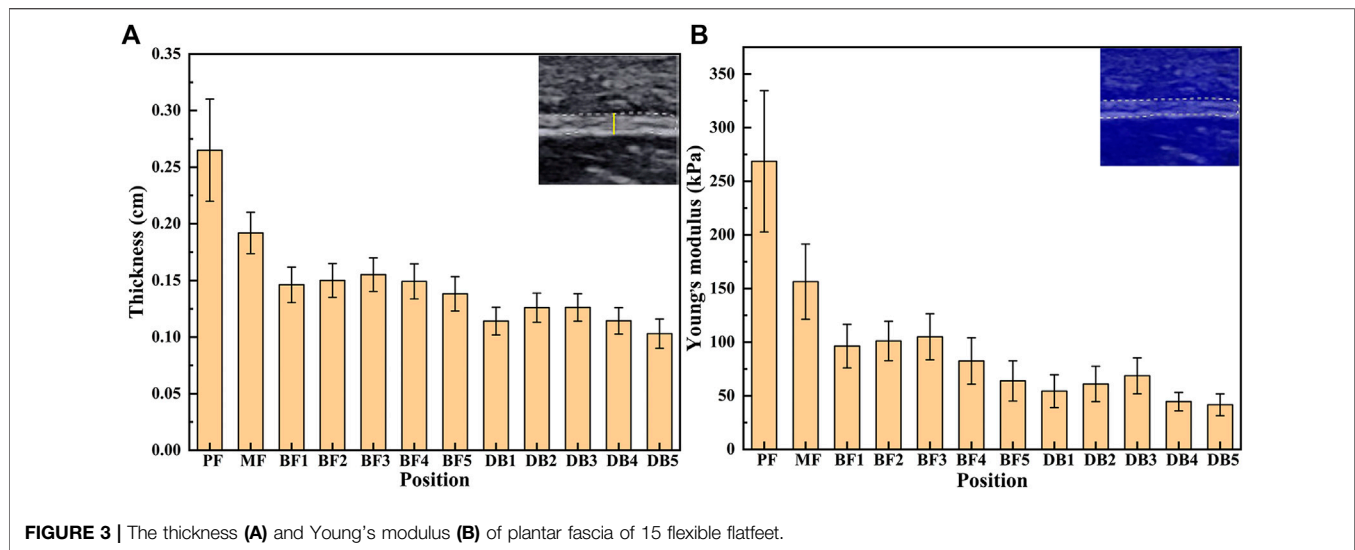 A
B
0.35
0.30
0.25
0.20
0.15
0.10
0.05
0.00
Thickness (cm)
PF MF BF1 BF2 BF3 BF4 BF5 DB1 DB2 DB3 DB4 DB5
Position
350
300
250
200
150
100
50
0
Young's modulus (kPa)
PF MF BF1 BF2 BF3 BF4 BF5 DB1 DB2 DB3 DB4 DB5
Position
FIGURE 3 | The thickness (A) and Young's modulus (B) of plantar fascia of 15 flexible flatfeet.